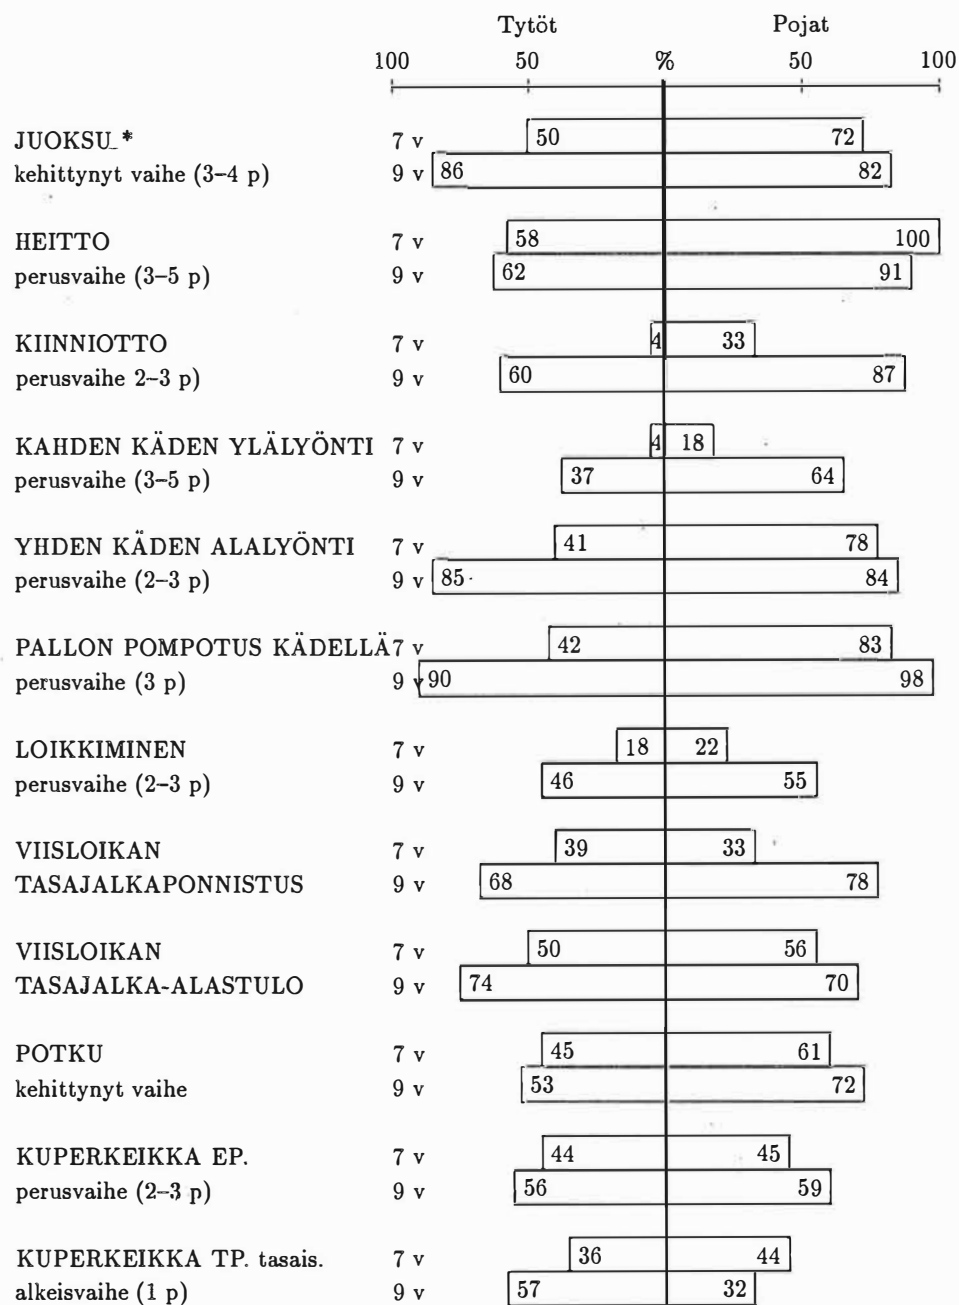 Tytöt Pojat
100 50 % 50 100
JUOKSU * 7 v 50 72
kehittynyt vaihe (3–4 p) 9 v 86 82
HEITTO 7 v 58 100
perusvaihe (3–5 p) 9 v 62 91
KIINNIOTTO 7 v 4 33
perusvaihe 2–3 p) 9 v 60 87
KAHDEN KÄDEN YLÄLYÖNTI 7 v 4 18
perusvaihe (3–5 p) 9 v 37 64
YHDEN KÄDEN ALALYÖNTI 7 v 41 78
perusvaihe (2–3 p) 9 v 85 84
PALLON POMPOTUS KÄDELLÄ 7 v 42 83
perusvaihe (3 p) 9 v 90 98
LOIKKIMINEN 7 v 18 22
perusvaihe (2–3 p) 9 v 46 55
VIISLOIKAN 7 v 39 33
TASAJALKAPONNISTUS 9 v 68 78
VIISLOIKAN 7 v 50 56
TASAJALKA-ALASTULO 9 v 74 70
POTKU 7 v 45 61
kehittynyt vaihe 9 v 53 72
KUPERKEIKKA EP. 7 v 44 45
perusvaihe (2–3 p) 9 v 56 59
KUPERKEIKKA TP. tasais. 7 v 36 44
alkeisvaihe (1 p) 9 v 57 32